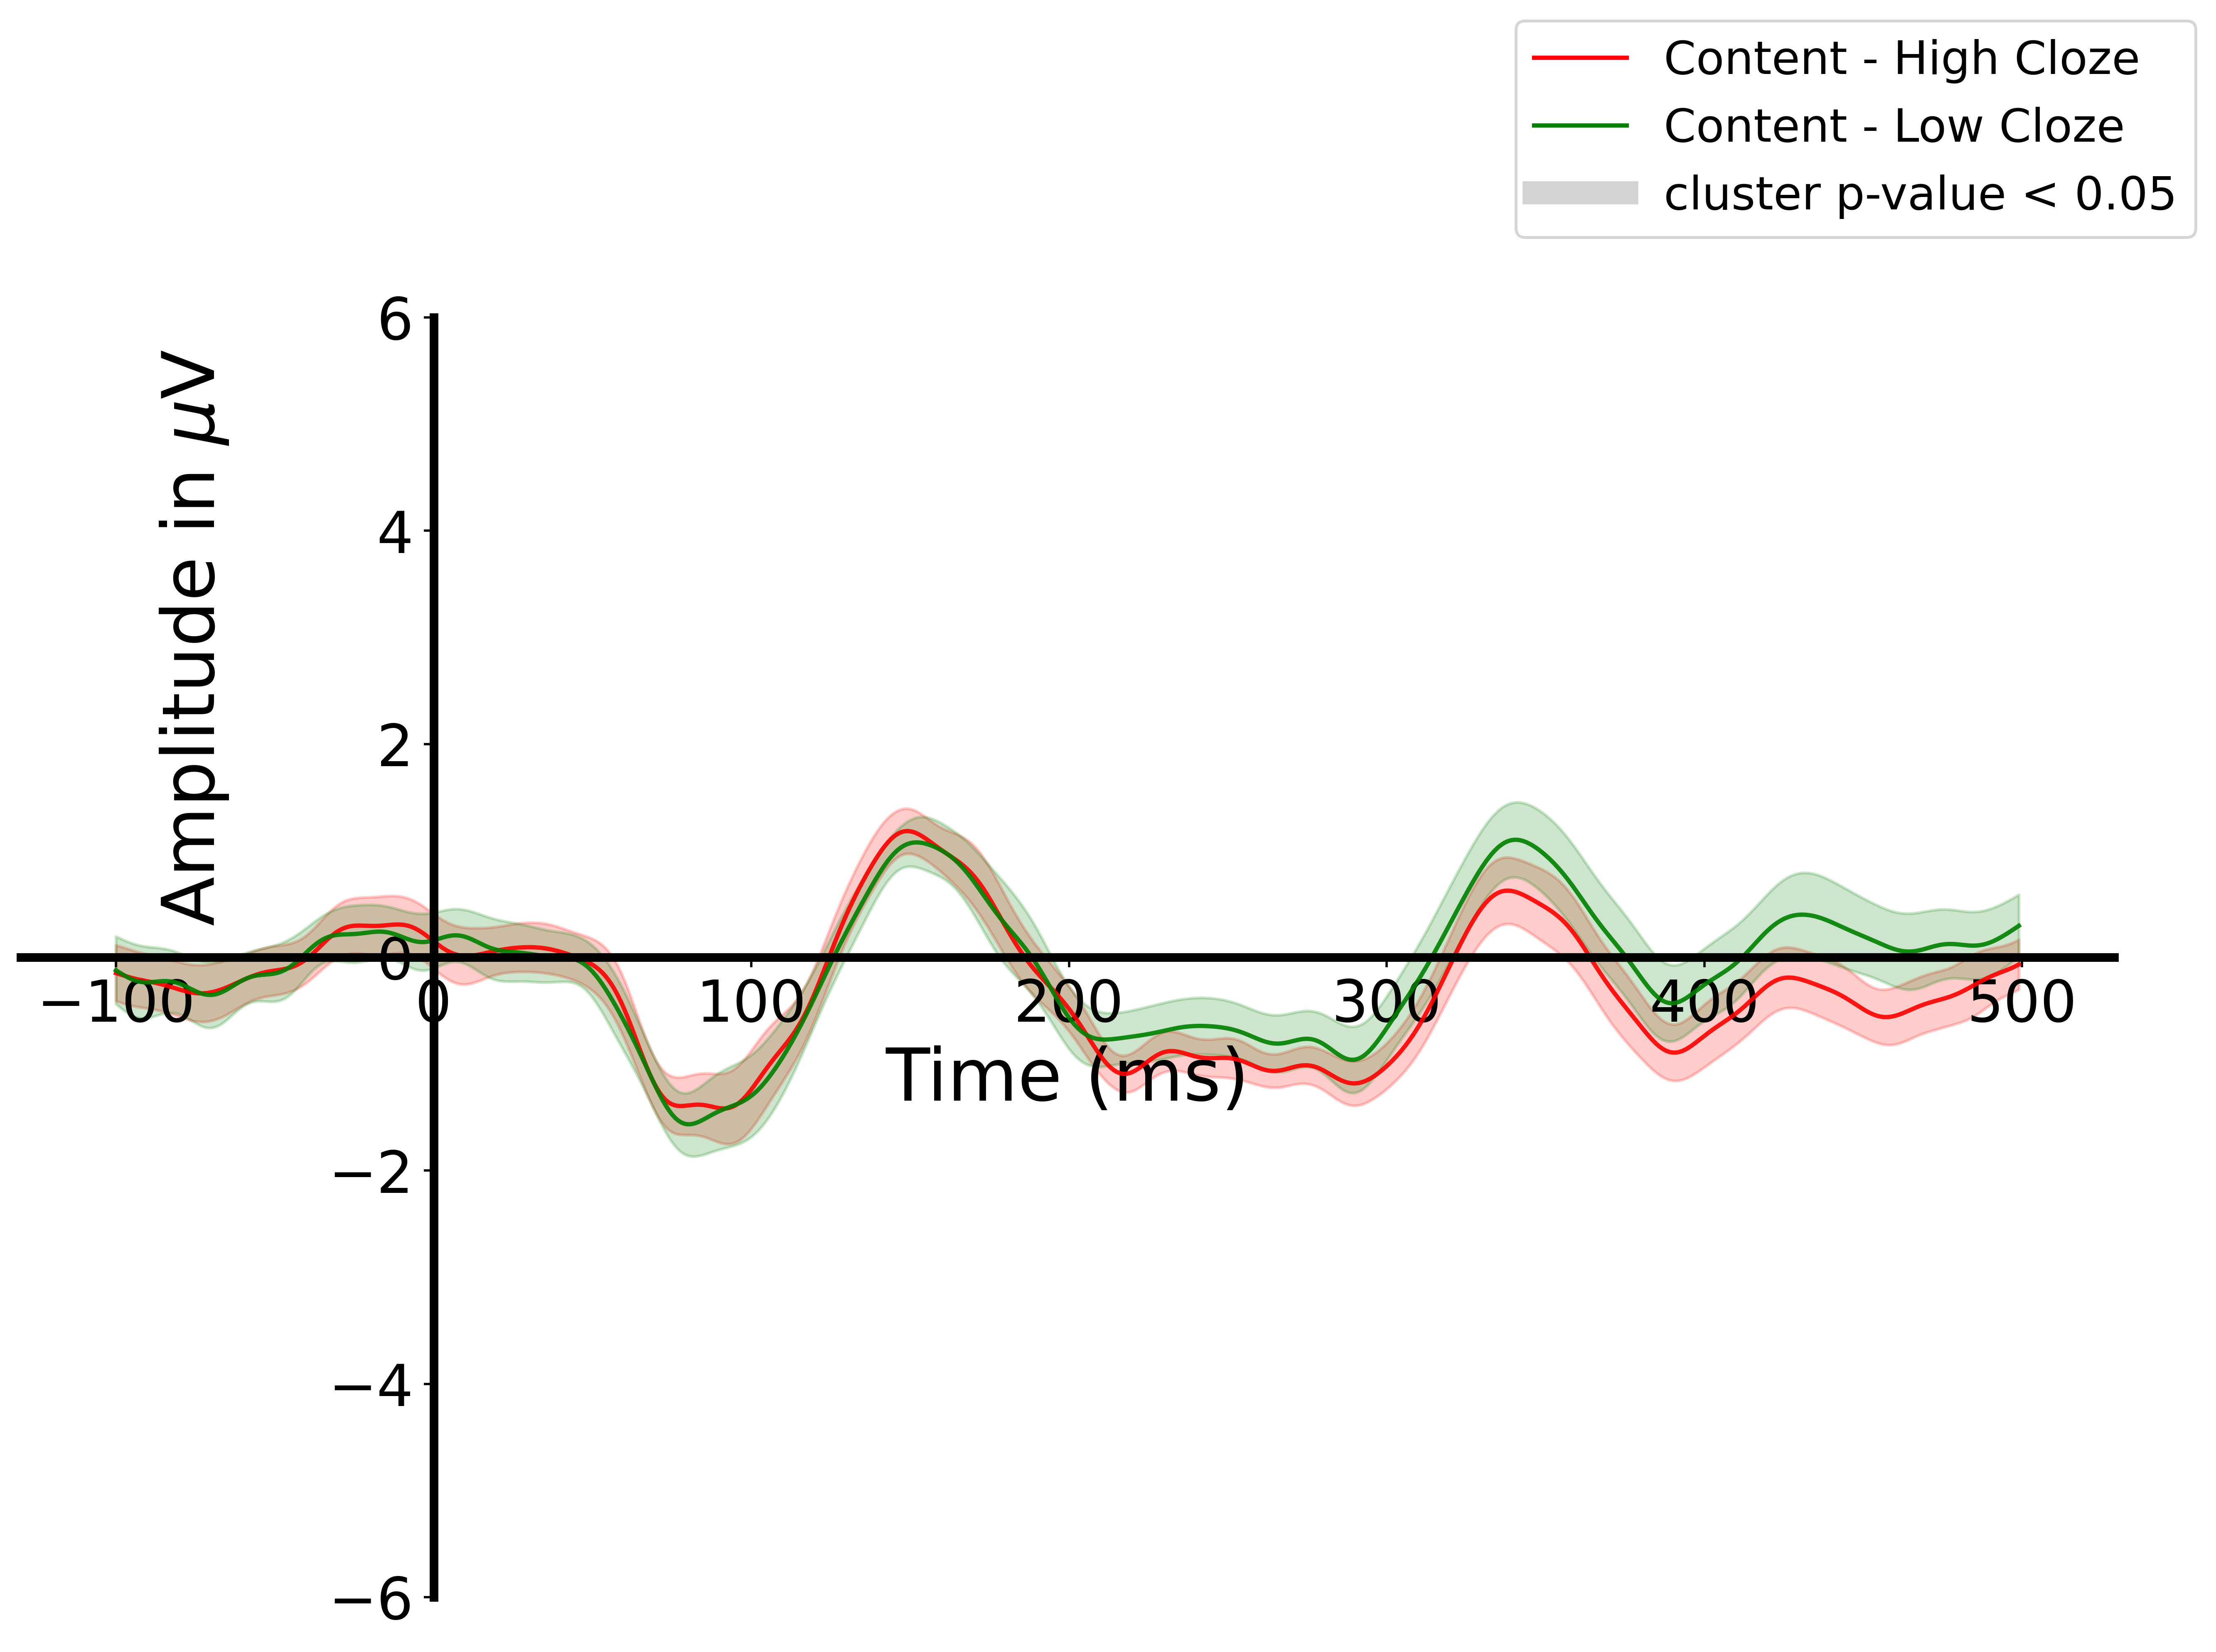 Content - High Cloze
Content - Low Cloze
cluster p-value < 0.05
Amplitude in μV
6
4
2
0
−2
−4
−6
−100
0
100
200
300
400
500
Time (ms)